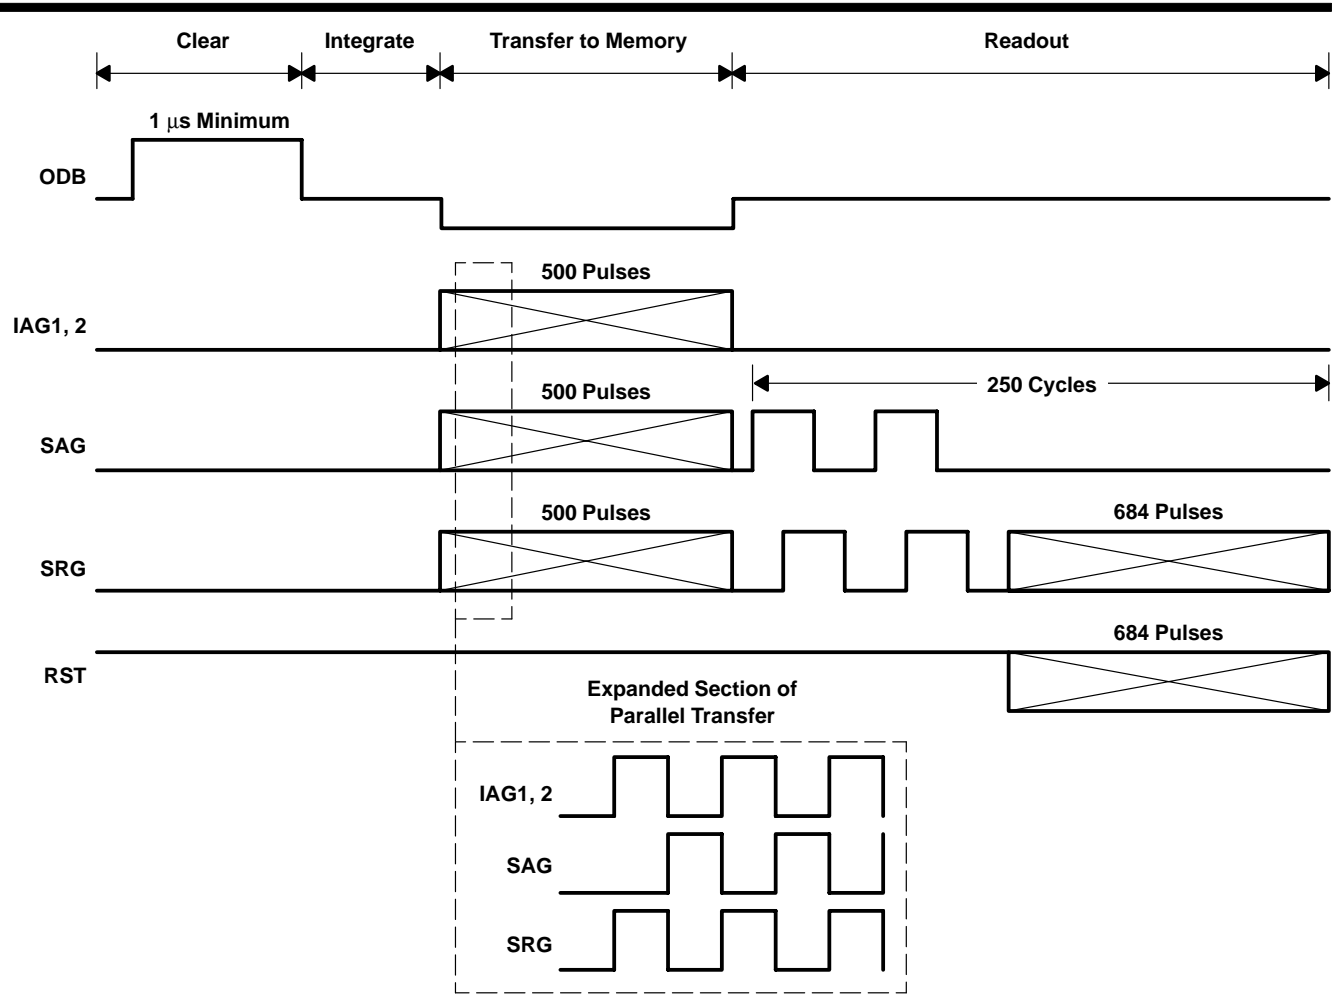 Clear Integrate Transfer to Memory Readout
1 μs Minimum
ODB
500 Pulses
IAG1, 2
250 Cycles
500 Pulses
SAG
500 Pulses 684 Pulses
SRG
684 Pulses
RST
Expanded Section of
Parallel Transfer
IAG1, 2
SAG
SRG